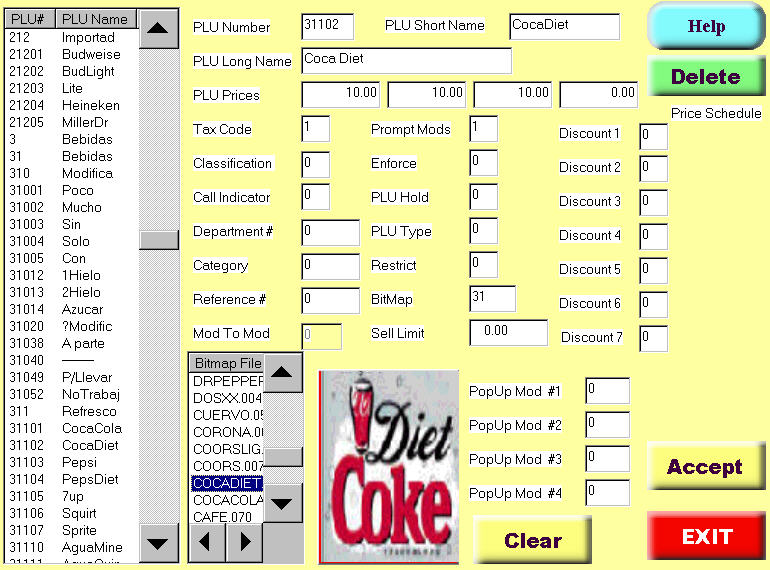 PLU# PLU Name
212 Importad
21201 Budweise
21202 BudLight
21203 Lite
21204 Heineken
21205 MillerDr
3 Bebidas
31 Bebidas
310 Modifica
31001 Poco
31002 Mucho
31003 Sin
31004 Solo
31005 Con
31012 1Hielo
31013 2Hielo
31014 Azucar
31020 ?Modific
31038 A parte
31040 -------
31049 P/Llevar
31052 NoTrabaj
311 Refresco
31101 CocaCola
31102 CocaDiet
31103 Pepsi
31104 PepsDiet
31105 7up
31106 Squirt
31107 Sprite
31110 AguaMine
PLU Number 31102 PLU Short Name CocaDiet
PLU Long Name Coca Diet
PLU Prices 10.00 10.00 10.00 0.00
Tax Code 1 Prompt Mods 1 Discount 1 0
Classification 0 Enforce 0 Discount 2 0
Call Indicator 0 PLU Hold 0 Discount 3 0
Department # 0 PLU Type 0 Discount 4 0
Category 0 Restrict 0 Discount 5 0
Reference # 0 BitMap 31 Discount 6 0
Mod To Mod 0 Sell Limit 0.00 Discount 7 0
Help
Delete
Price Schedule
Bitmap File
DRPEPPER
DOSXX.004
CUERVO.05
CORONA.00
COORSLIG.
COORS.007
COCADIET.
COCACOLA
CAFE.070
Diet
Coke
PopUp Mod #1 0
PopUp Mod #2 0
PopUp Mod #3 0
PopUp Mod #4 0
Clear
Accept
EXIT